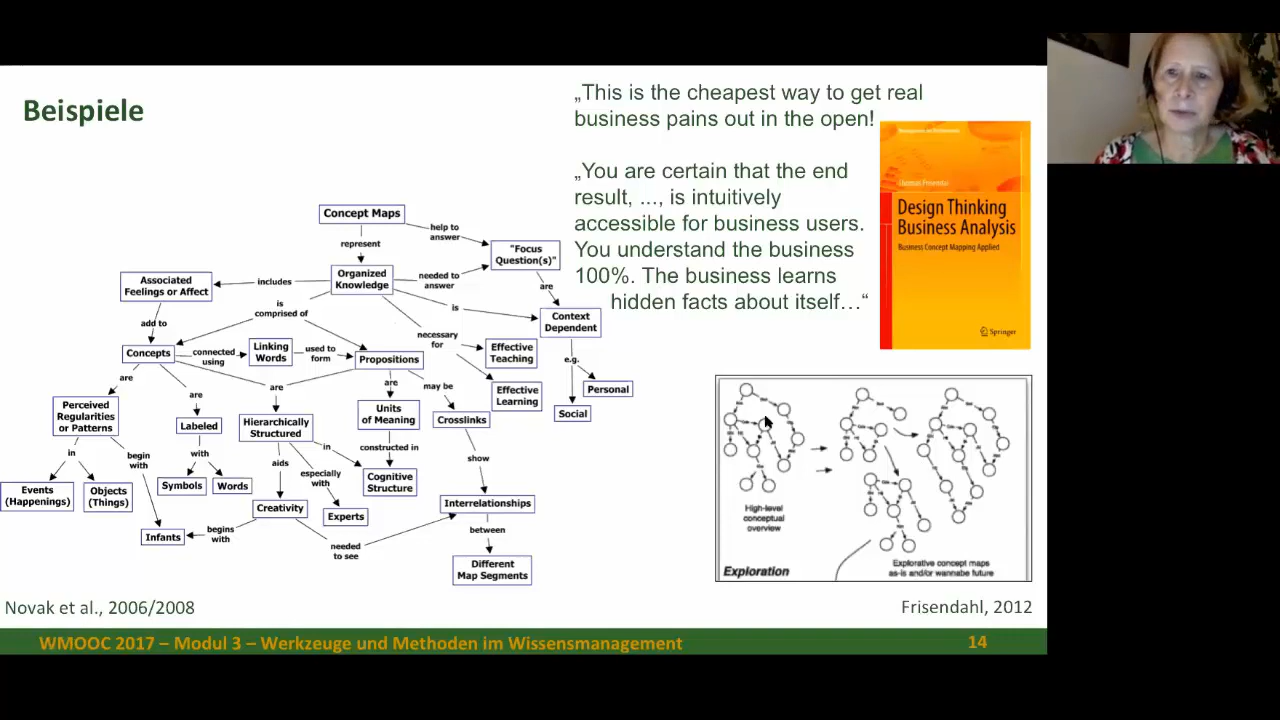 Beispiele
„This is the cheapest way to get real
business pains out in the open!
„You are certain that the end
result, ..., is intuitively
accessible for business users.
You understand the business
100%. The business learns
hidden facts about itself…“
Design Thinking
Business Analysis
Business Concept Mapping Applied
Springer
Concept Maps
help to
answer
represent
"Focus
Question(s)"
Organized
Knowledge
needed to
answer
includes
Associated
Feelings or Affect
are
is
is
comprised of
Context
Dependent
add to
necessary
for
Concepts
connected
using
Linking
Words
used to
form
Propositions
Effective
Teaching
e.g.
are
are
are
are
may be
Effective
Learning
Personal
Social
Perceived
Regularities
or Patterns
Labeled
Hierarchically
Structured
Units
of Meaning
Crosslinks
in
begin
with
with
aids
in
especially
with
constructed in
show
Events
(Happenings)
Objects
(Things)
Symbols
Words
Cognitive
Structure
Creativity
Experts
Interrelationships
Infants
begins
with
needed
to see
between
Different
Map Segments
High-level
conceptual
overview
Exploration
Explorative concept maps
as-is and/or wannabe future
Novak et al., 2006/2008
Frisendahl, 2012
WMOOC 2017 – Modul 3 – Werkzeuge und Methoden im Wissensmanagement
14